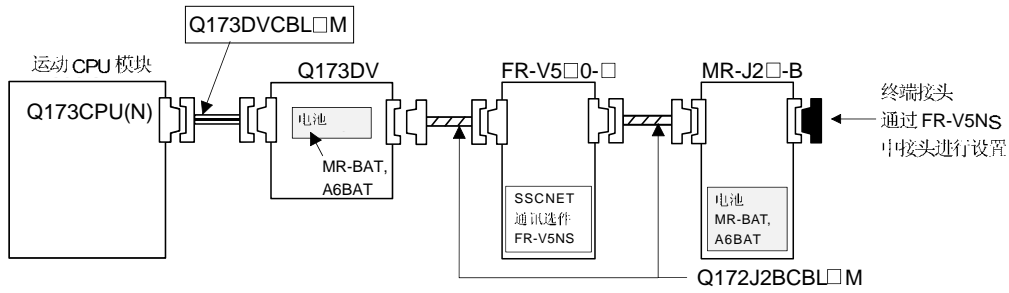 Q173DVCBL□M
运动CPU 模块
Q173CPU(N)
Q173DV
电池
MR-BAT,
A6BAT
FR-V5□0-□
SSCNET
通讯选件
FR-V5NS
MR-J2□-B
电池
MR-BAT,
A6BAT
终端接头
通过 FR-V5NS
中接头进行设置
Q172J2BCBL□M